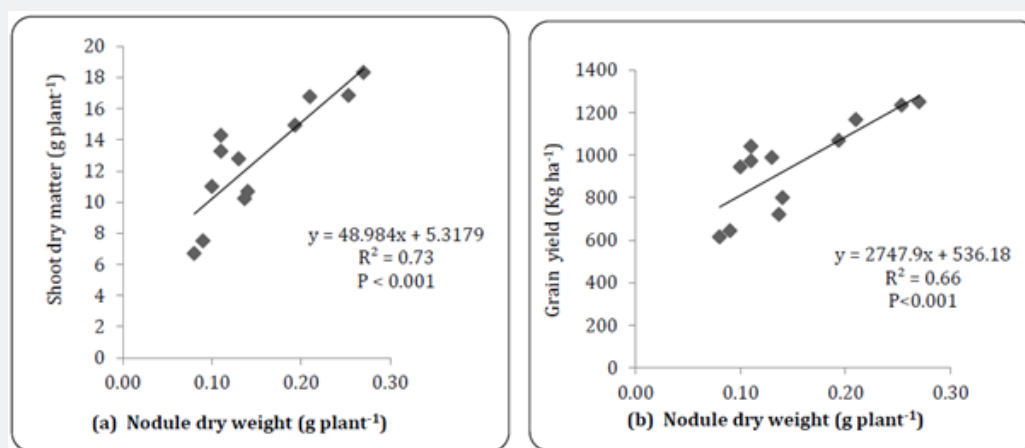 20
18
16
14
12
10
8
6
4
2
0
Shoot dry matter (g plant⁻¹)
y = 48.984x + 5.3179
R² = 0.73
P < 0.001
0.00 0.10 0.20 0.30
(a) Nodule dry weight (g plant⁻¹)
1400
1200
1000
800
600
400
200
0
Grain yield (Kg ha⁻¹)
y = 2747.9x + 536.18
R² = 0.66
P<0.001
0.00 0.10 0.20 0.30
(b) Nodule dry weight (g plant⁻¹)